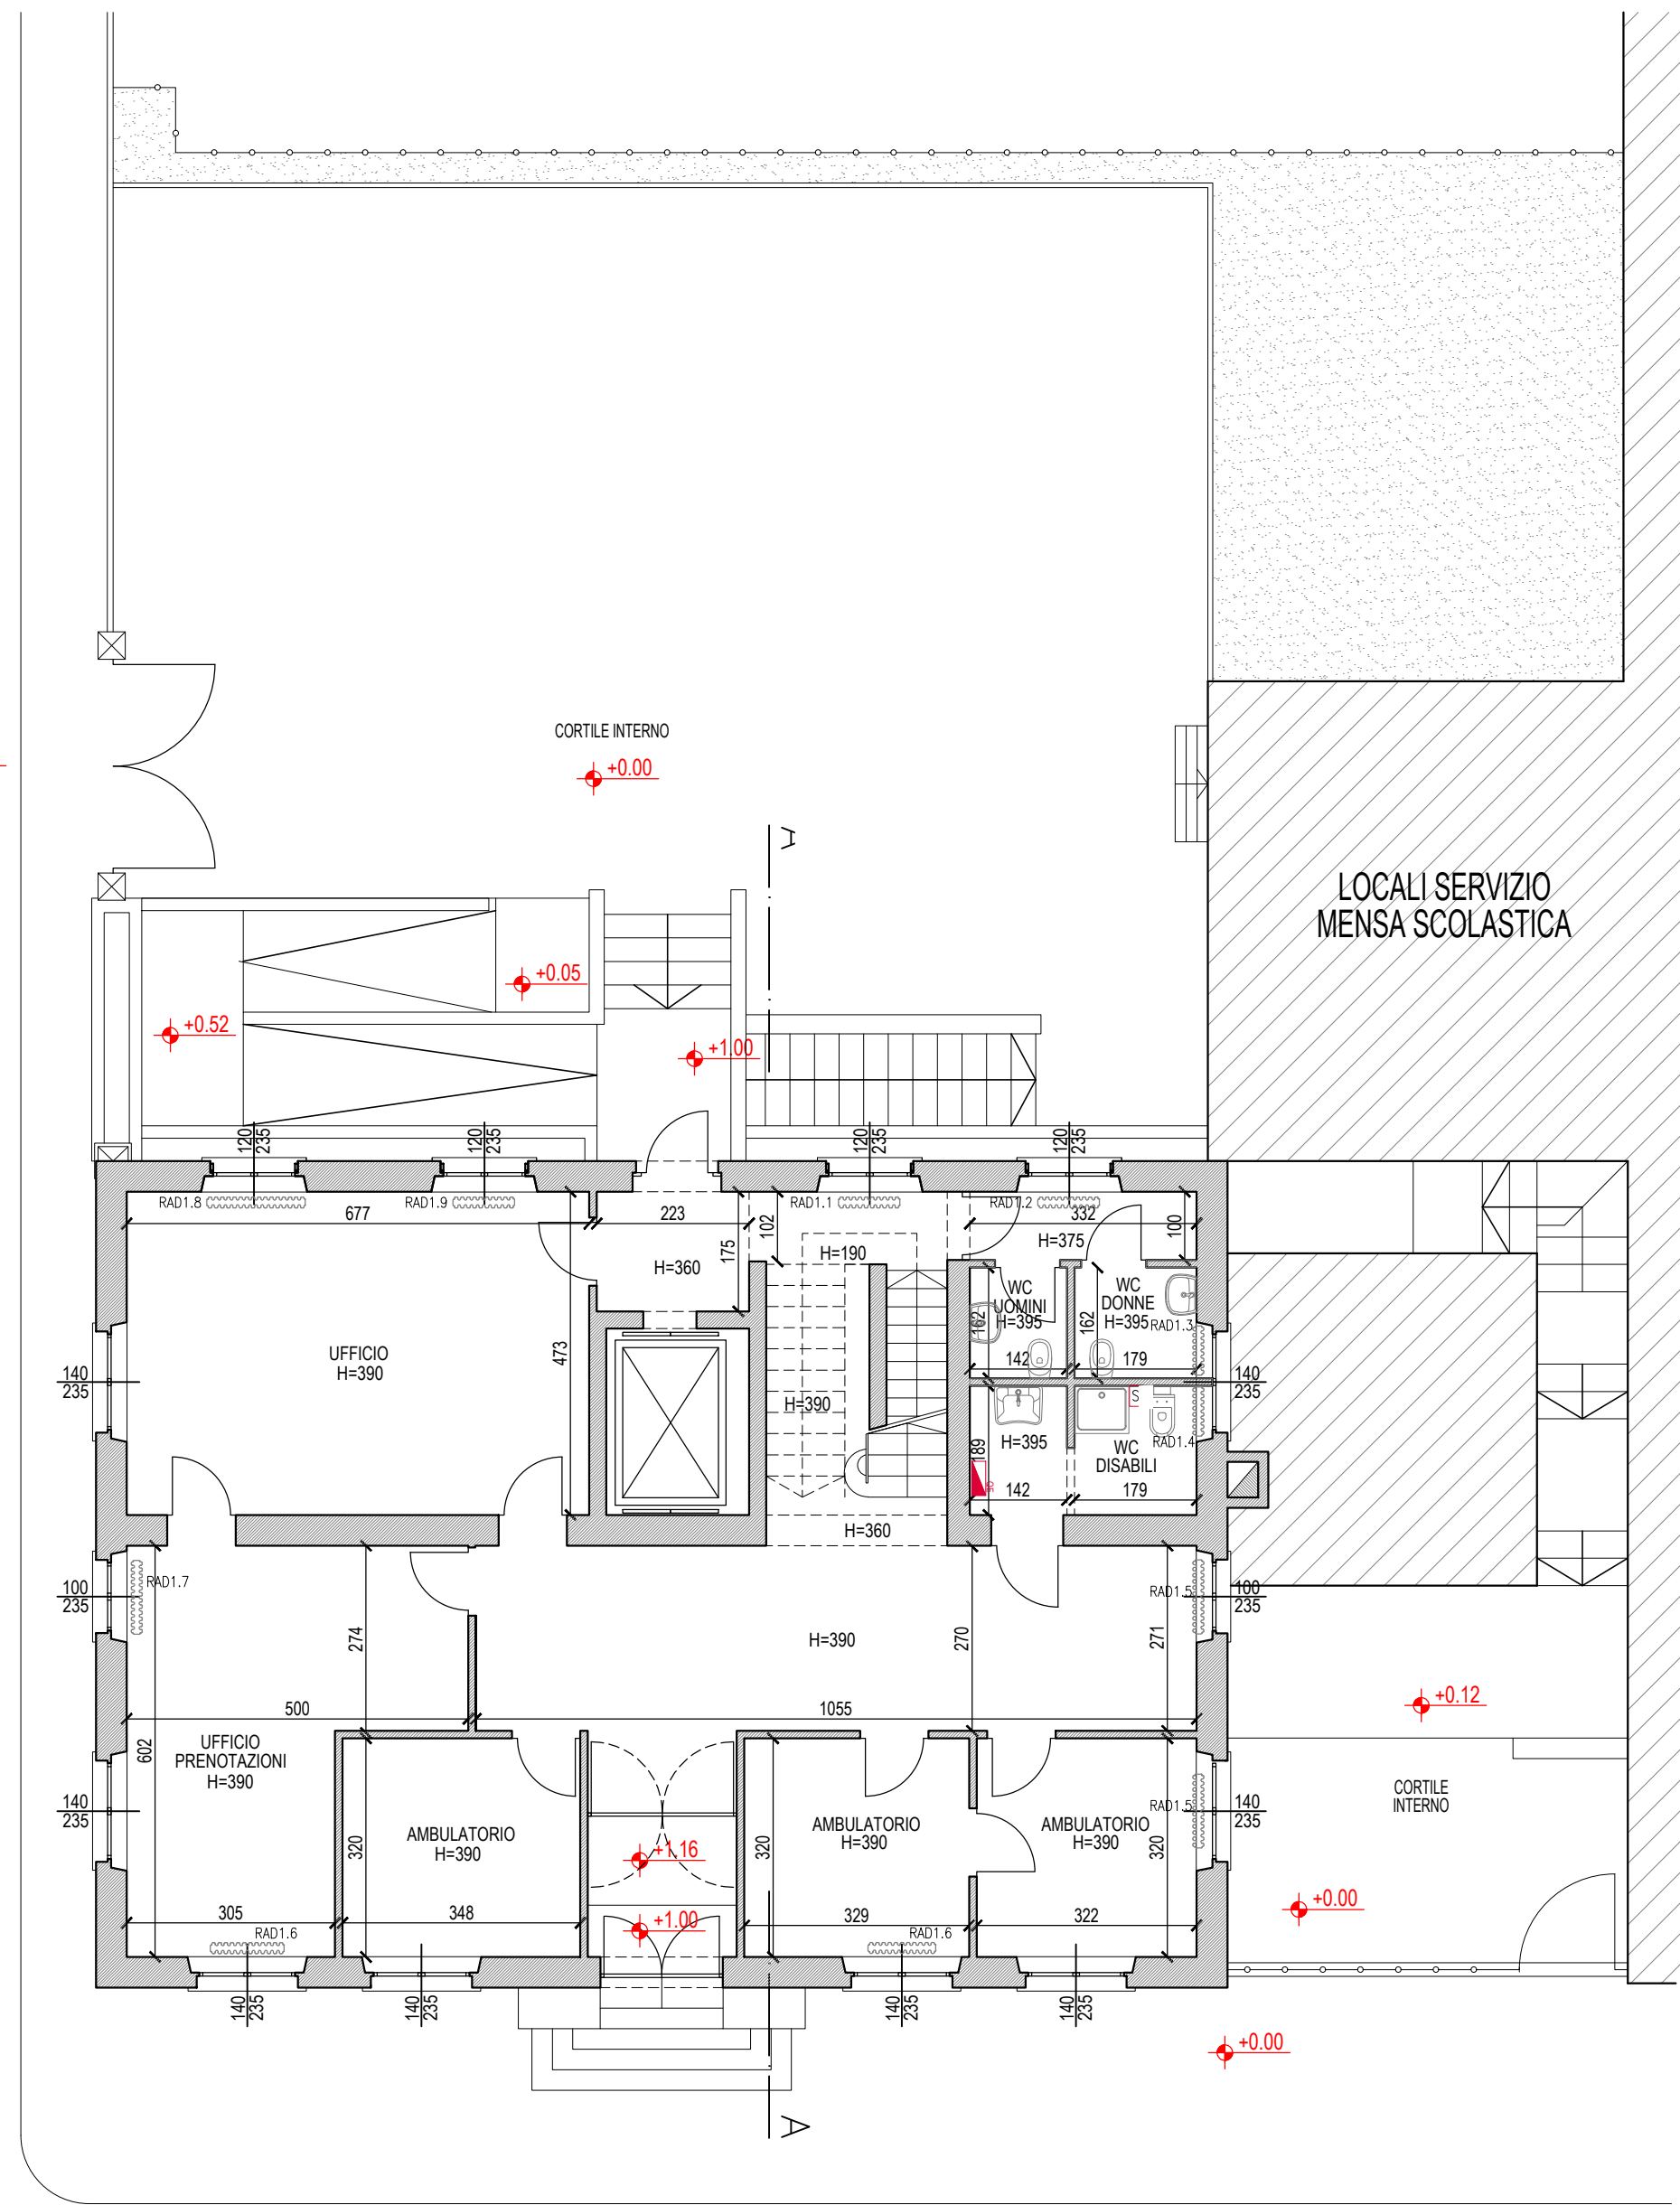 CORTILE INTERNO
+0.00
A
LOCALI SERVIZIO
MENSA SCOLASTICA
+0.05
+0.52
+1.00
120
235
120
235
120
235
120
235
RAD1.8
RAD1.9
RAD1.1
RAD1.2
677
223
102
332
100
175
H=360
H=190
H=375
WC
UOMINI
H=395
162
WC
DONNE
H=395
162
RAD1.3
142
179
UFFICIO
H=390
473
140
235
140
235
H=390
S
H=395
189
WC
DISABILI
RAD1.4
142
179
H=360
RAD1.7
100
235
RAD1.5
100
235
274
H=390
270
271
500
1055
+0.12
UFFICIO
PRENOTAZIONI
H=390
602
140
235
RAD1.5
140
235
CORTILE
INTERNO
AMBULATORIO
H=390
320
+1.16
AMBULATORIO
H=390
320
AMBULATORIO
H=390
320
305
348
+1.00
329
322
+0.00
RAD1.6
RAD1.6
140
235
140
235
140
235
140
235
+0.00
A